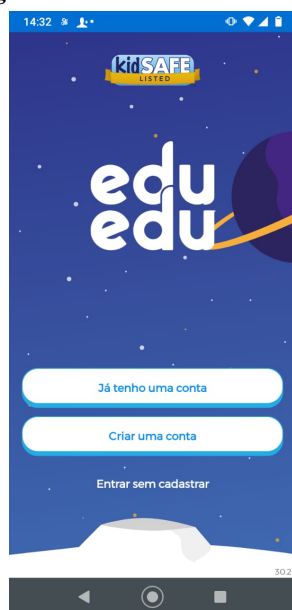 14:32
kidSAFE
LISTED
edu
edu
Já tenho uma conta
Criar uma conta
Entrar sem cadastrar
30.2